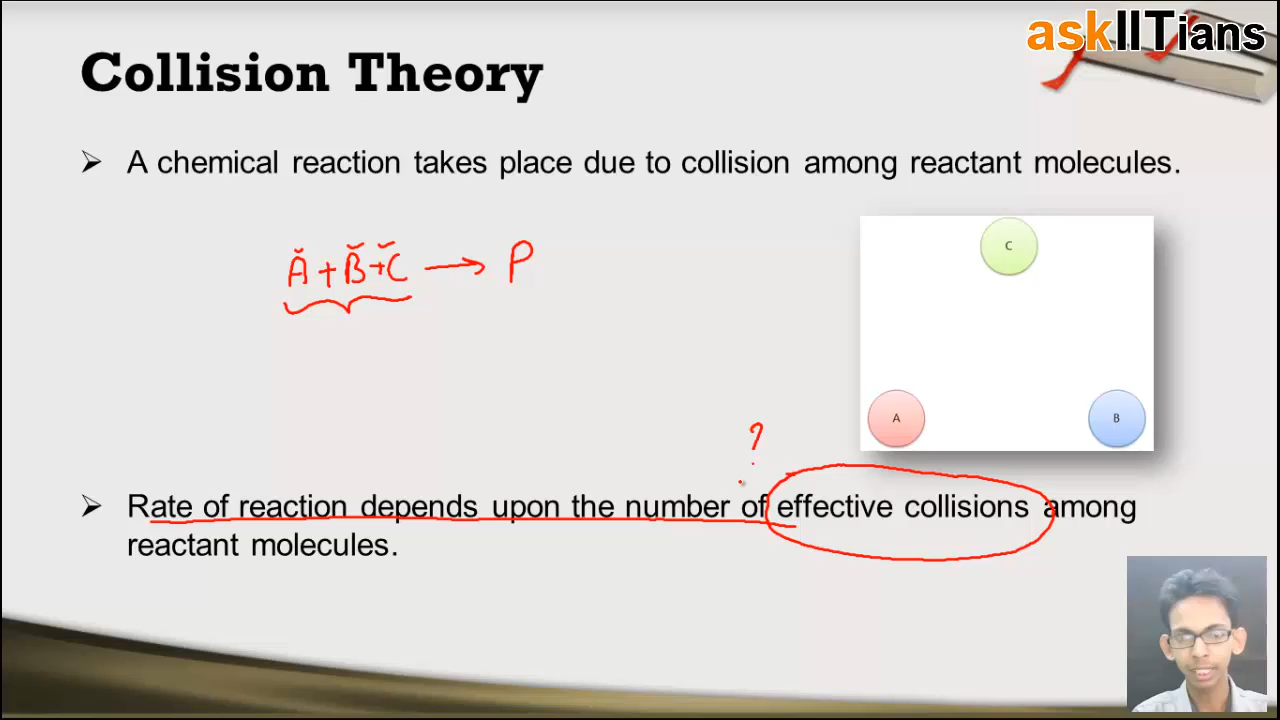 askIITians
Collision Theory
➢ A chemical reaction takes place due to collision among reactant molecules.
A + B + C → P
C
A
B
?
➢ Rate of reaction depends upon the number of effective collisions among
reactant molecules.